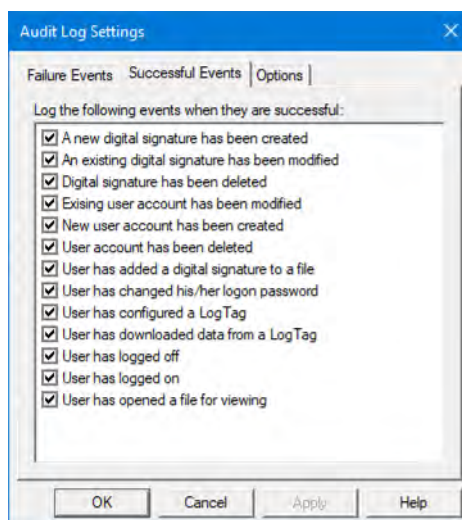 Audit Log Settings
Failure Events Successful Events Options
Log the following events when they are successful:
A new digital signature has been created
An existing digital signature has been modified
Digital signature has been deleted
Exising user account has been modified
New user account has been created
User account has been deleted
User has added a digital signature to a file
User has changed his/her logon password
User has configured a LogTag
User has downloaded data from a LogTag
User has logged off
User has logged on
User has opened a file for viewing
OK Cancel Apply Help